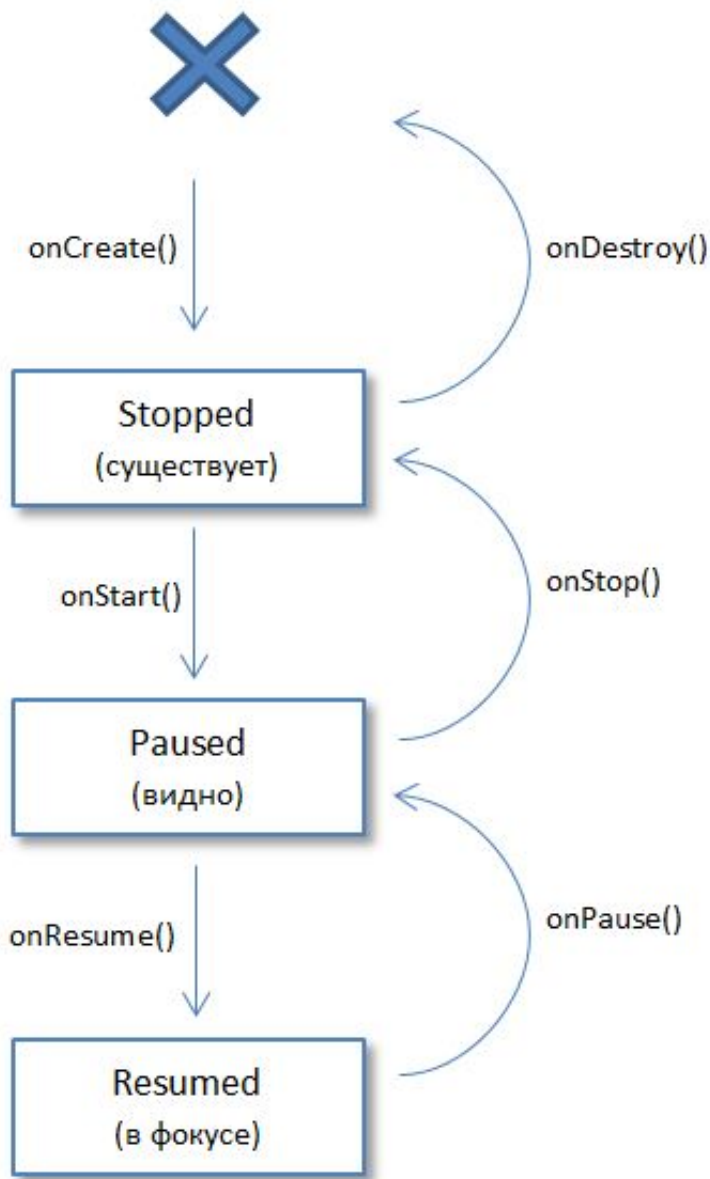 onCreate()
onDestroy()
Stopped
(существует)
onStart()
onStop()
Paused
(видно)
onResume()
onPause()
Resumed
(в фокусе)